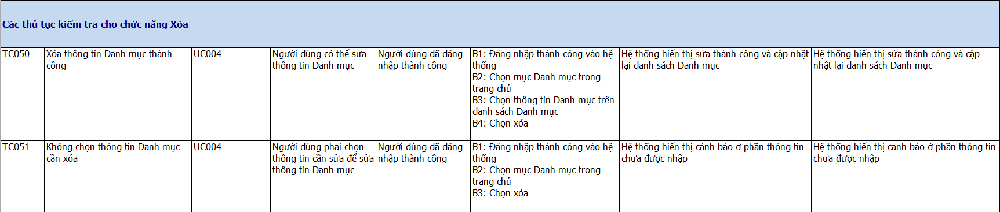 Các thủ tục kiểm tra cho chức năng Xóa
TC050
Xóa thông tin Danh mục thành
công
UC004
Người dùng có thể sửa
thông tin Danh mục
Người dùng đã đăng
nhập thành công
B1: Đăng nhập thành công vào hệ
thống
B2: Chọn mục Danh mục trong
trang chủ
B3: Chọn thông tin Danh mục trên
danh sách Danh mục
B4: Chọn xóa
Hệ thống hiển thị sửa thành công và cập nhật
lại danh sách Danh mục
Hệ thống hiển thị sửa thành công và cập
nhật lại danh sách Danh mục
TC051
Không chọn thông tin Danh mục
cần xóa
UC004
Người dùng phải chọn
thông tin cần sửa để sửa
thông tin Danh mục
Người dùng đã đăng
nhập thành công
B1: Đăng nhập thành công vào hệ
thống
B2: Chọn mục Danh mục trong
trang chủ
B3: Chọn xóa
Hệ thống hiển thị cảnh báo ở phần thông tin
chưa được nhập
Hệ thống hiển thị cảnh báo ở phần thông tin
chưa được nhập